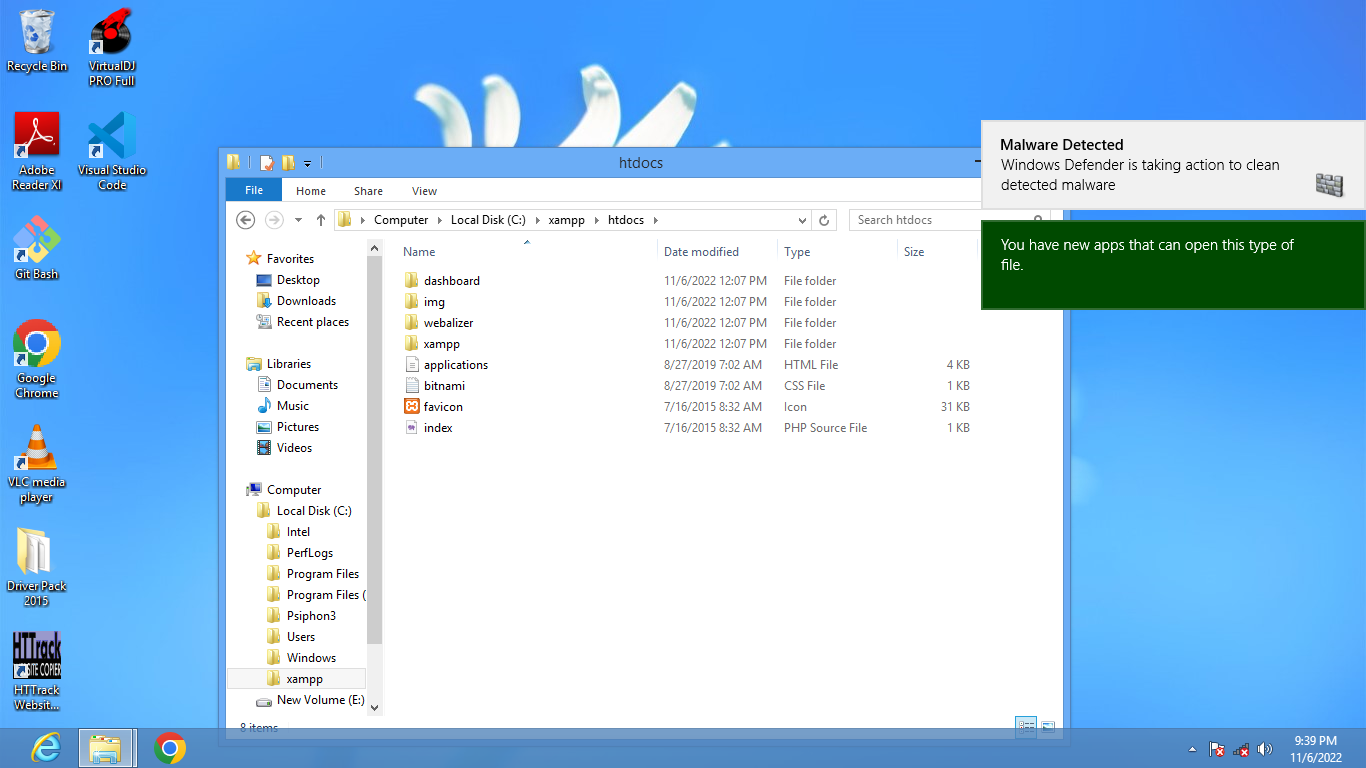 Recycle Bin
VirtualDJ
PRO Full
Adobe
Reader XI
Visual Studio
Code
Git Bash
Google
Chrome
VLC media
player
Driver Pack
2015
HTTrack
SITE COPIER
HTTrack
Websit...
htdocs
File
Home
Share
View
Computer
Local Disk (C:)
xampp
htdocs
Search htdocs
Favorites
Desktop
Downloads
Recent places
Libraries
Documents
Music
Pictures
Videos
Computer
Local Disk (C:)
Intel
PerfLogs
Program Files
Program Files (
Psiphon3
Users
Windows
xampp
New Volume (E:)
Name Date modified Type Size
dashboard 11/6/2022 12:07 PM File folder
img 11/6/2022 12:07 PM File folder
webalizer 11/6/2022 12:07 PM File folder
xampp 11/6/2022 12:07 PM File folder
applications 8/27/2019 7:02 AM HTML File 4 KB
bitnami 8/27/2019 7:02 AM CSS File 1 KB
favicon 7/16/2015 8:32 AM Icon 31 KB
index 7/16/2015 8:32 AM PHP Source File 1 KB
8 items
Malware Detected
Windows Defender is taking action to clean
detected malware
You have new apps that can open this type of
file.
9:39 PM
11/6/2022